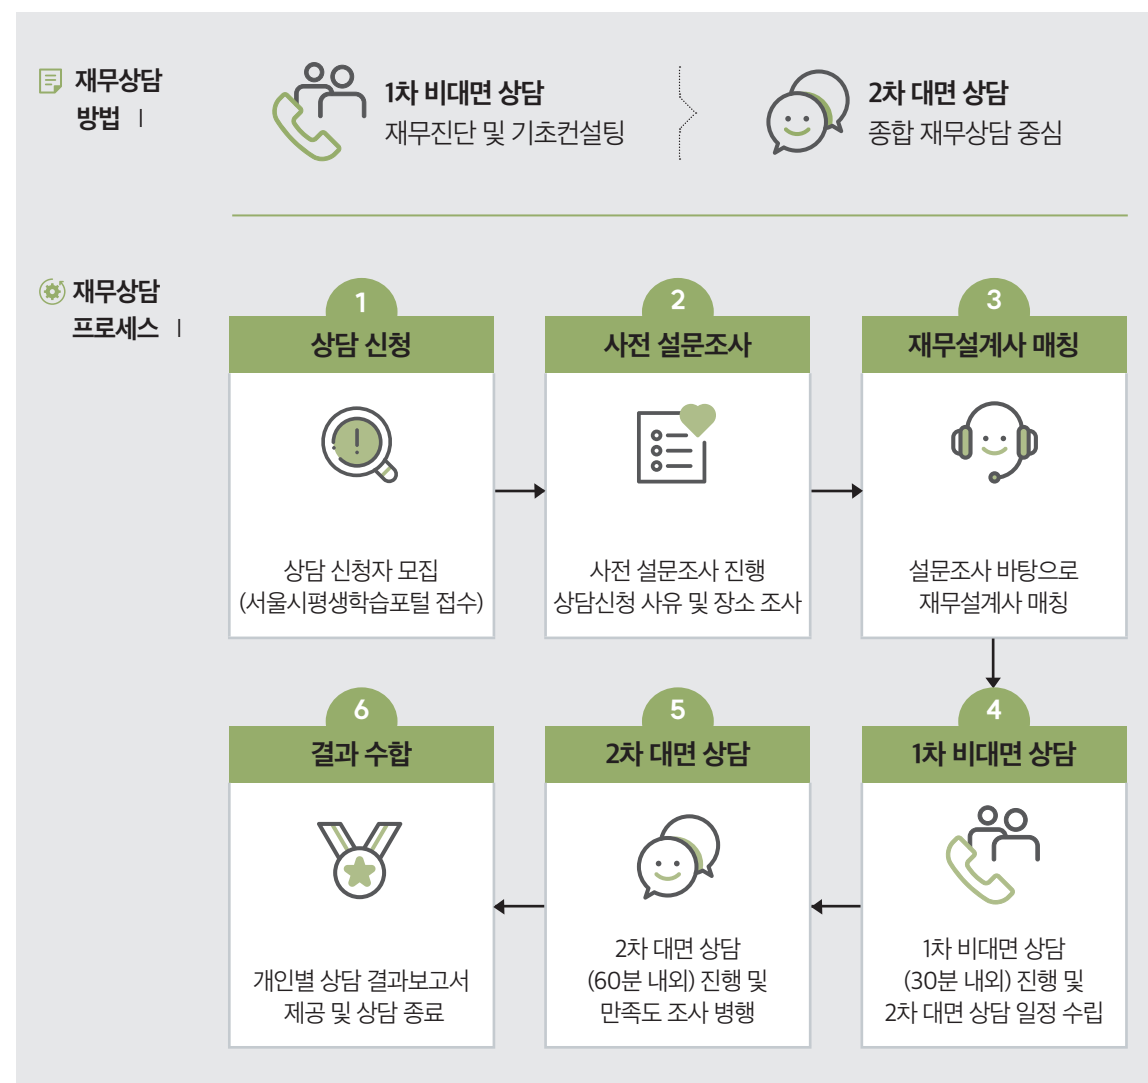 재무상담
방법 |
1차 비대면 상담
재무진단 및 기초컨설팅
2차 대면 상담
종합 재무상담 중심
재무상담
프로세스 |
1
상담 신청
상담 신청자 모집
(서울시평생학습포털 접수)
2
사전 설문조사
사전 설문조사 진행
상담신청 사유 및 장소 조사
3
재무설계사 매칭
설문조사 바탕으로
재무설계사 매칭
4
1차 비대면 상담
1차 비대면 상담
(30분 내외) 진행 및
2차 대면 상담 일정 수립
5
2차 대면 상담
2차 대면 상담
(60분 내외) 진행 및
만족도 조사 병행
6
결과 수합
개인별 상담 결과보고서
제공 및 상담 종료